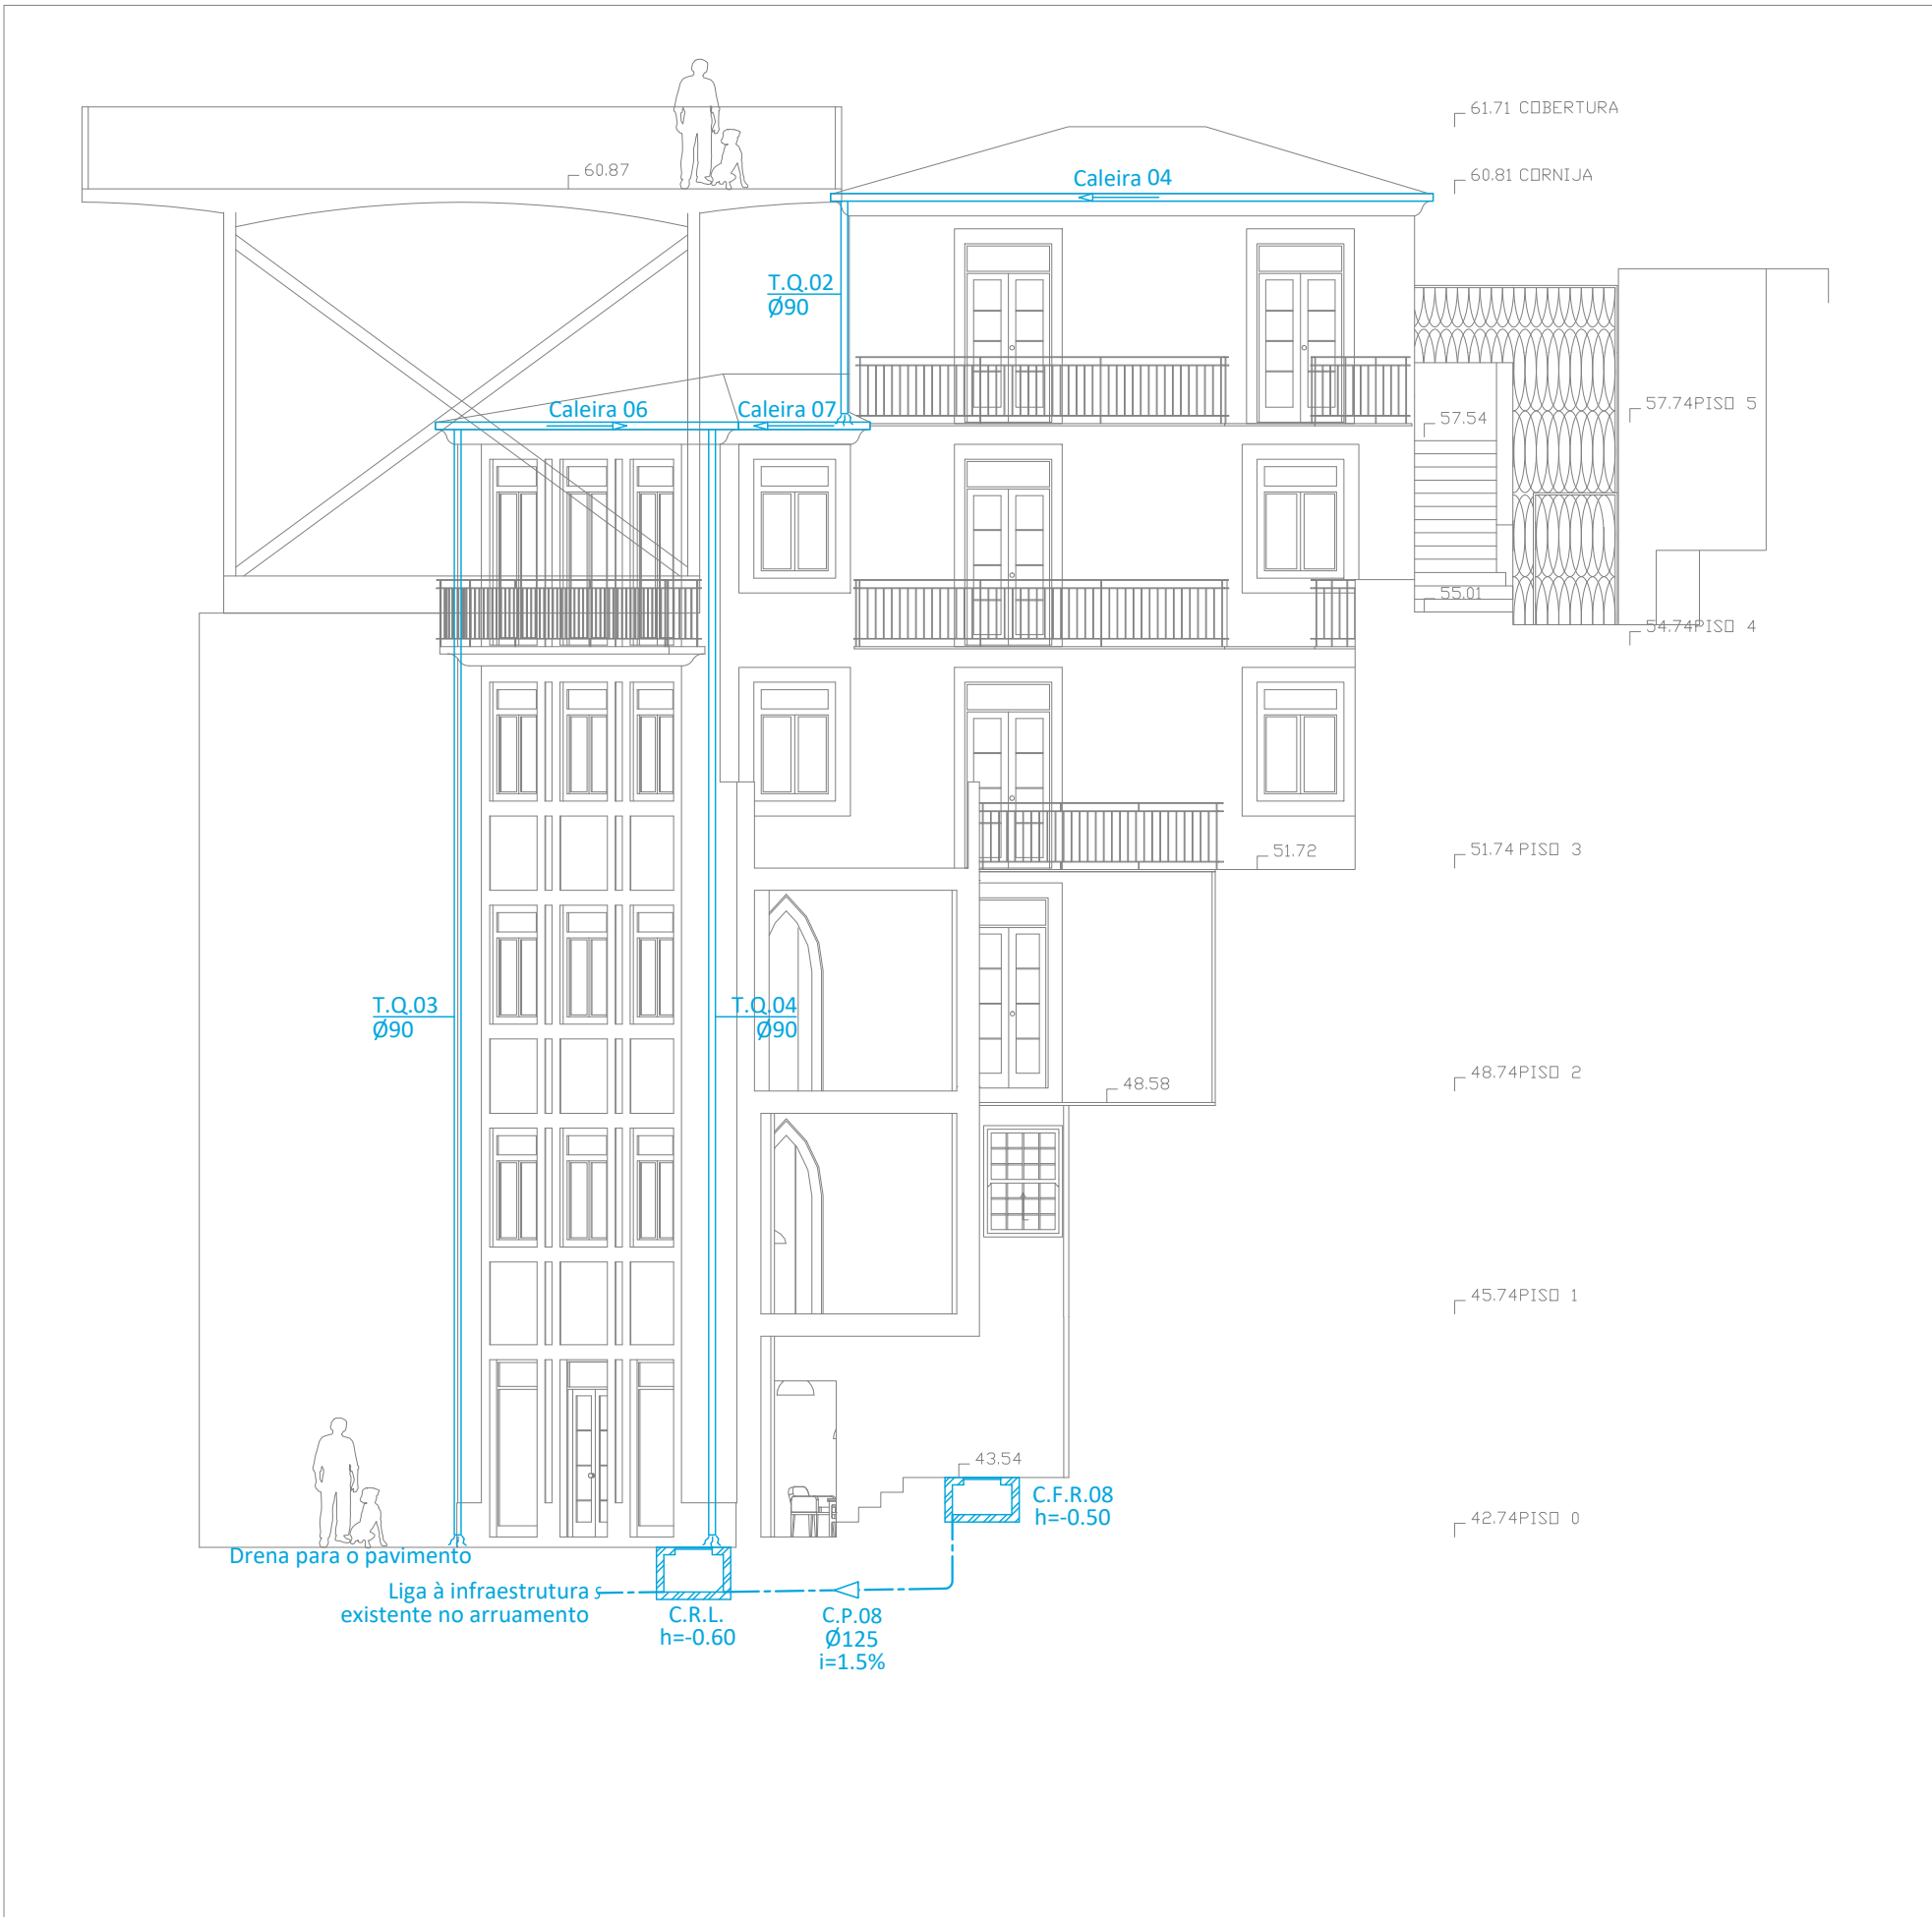 61.71 COBERTURA
60.87
60.81 CORNIJA
Caleira 04
T.Q.02
Ø90
Caleira 06
Caleira 07
57.54
57.74PISO 5
55.01
54.74PISO 4
51.72
51.74 PISO 3
T.Q.03
Ø90
T.Q.04
Ø90
48.58
48.74PISO 2
45.74PISO 1
43.54
C.F.R.08
h=-0.50
42.74PISO 0
Drena para o pavimento
Liga à infraestrutura
existente no arruamento
C.R.L.
h=-0.60
C.P.08
Ø125
i=1.5%